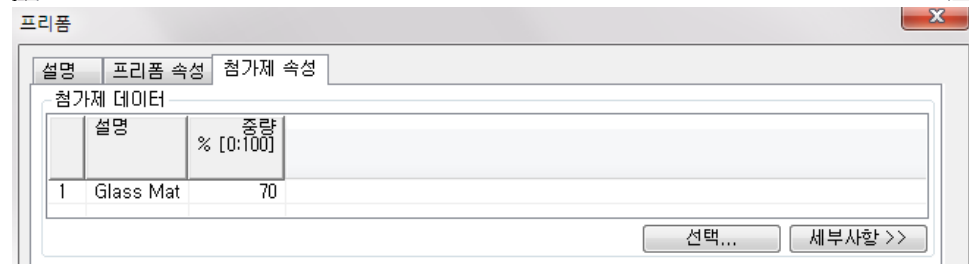 프리폼
설명 프리폼 속성 첨가제 속성
첨가제 데이터
설명 중량
% [0:100]
1 Glass Mat 70
선택... 세부사항 >>